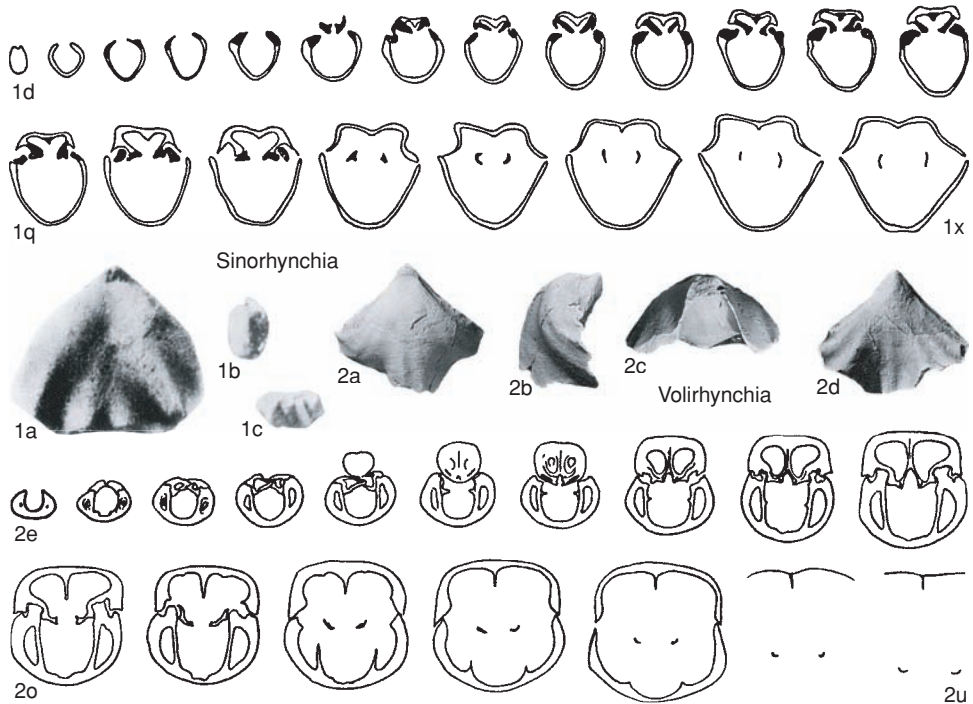 1d
1q
1x
Sinorhynchia
1a
1b
1c
2a
2b
2c
Volirhynchia
2d
2e
2o
2u